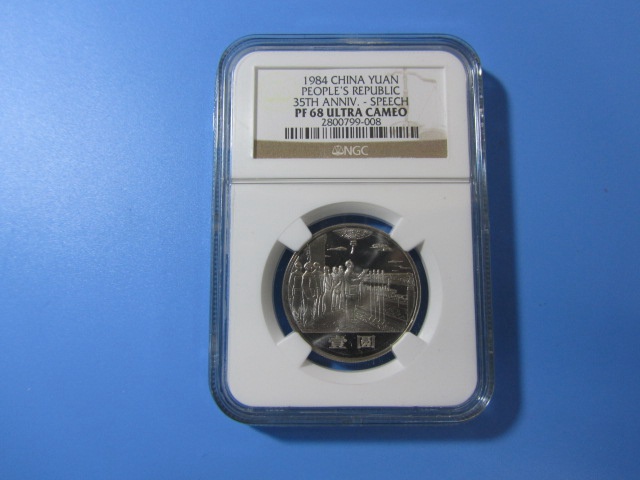 1984 CHINA YUAN
PEOPLE'S REPUBLIC
35TH ANNIV. - SPEECH
PF 68 ULTRA CAMEO
2800799-008
NGC
壹圆